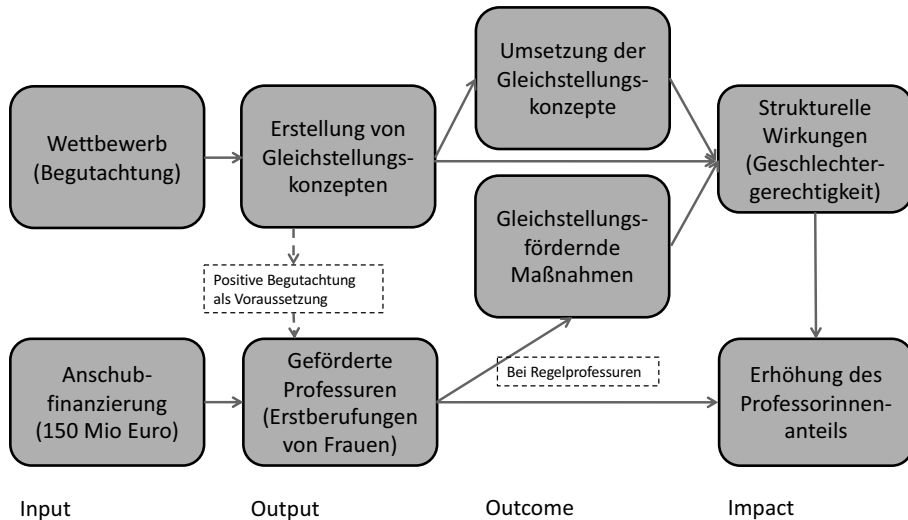 Wettbewerb
(Begutachtung)
Erstellung von
Gleichstellungs-
konzepten
Umsetzung der
Gleichstellungs-
konzepte
Strukturelle
Wirkungen
(Geschlechter-
gerechtigkeit)
Gleichstellungs-
fördernde
Maßnahmen
Positive Begutachtung
als Voraussetzung
Anschub-
finanzierung
(150 Mio Euro)
Geförderte
Professuren
(Erstberufungen
von Frauen)
Bei Regelprofessuren
Erhöhung des
Professorinnen-
anteils
Input
Output
Outcome
Impact